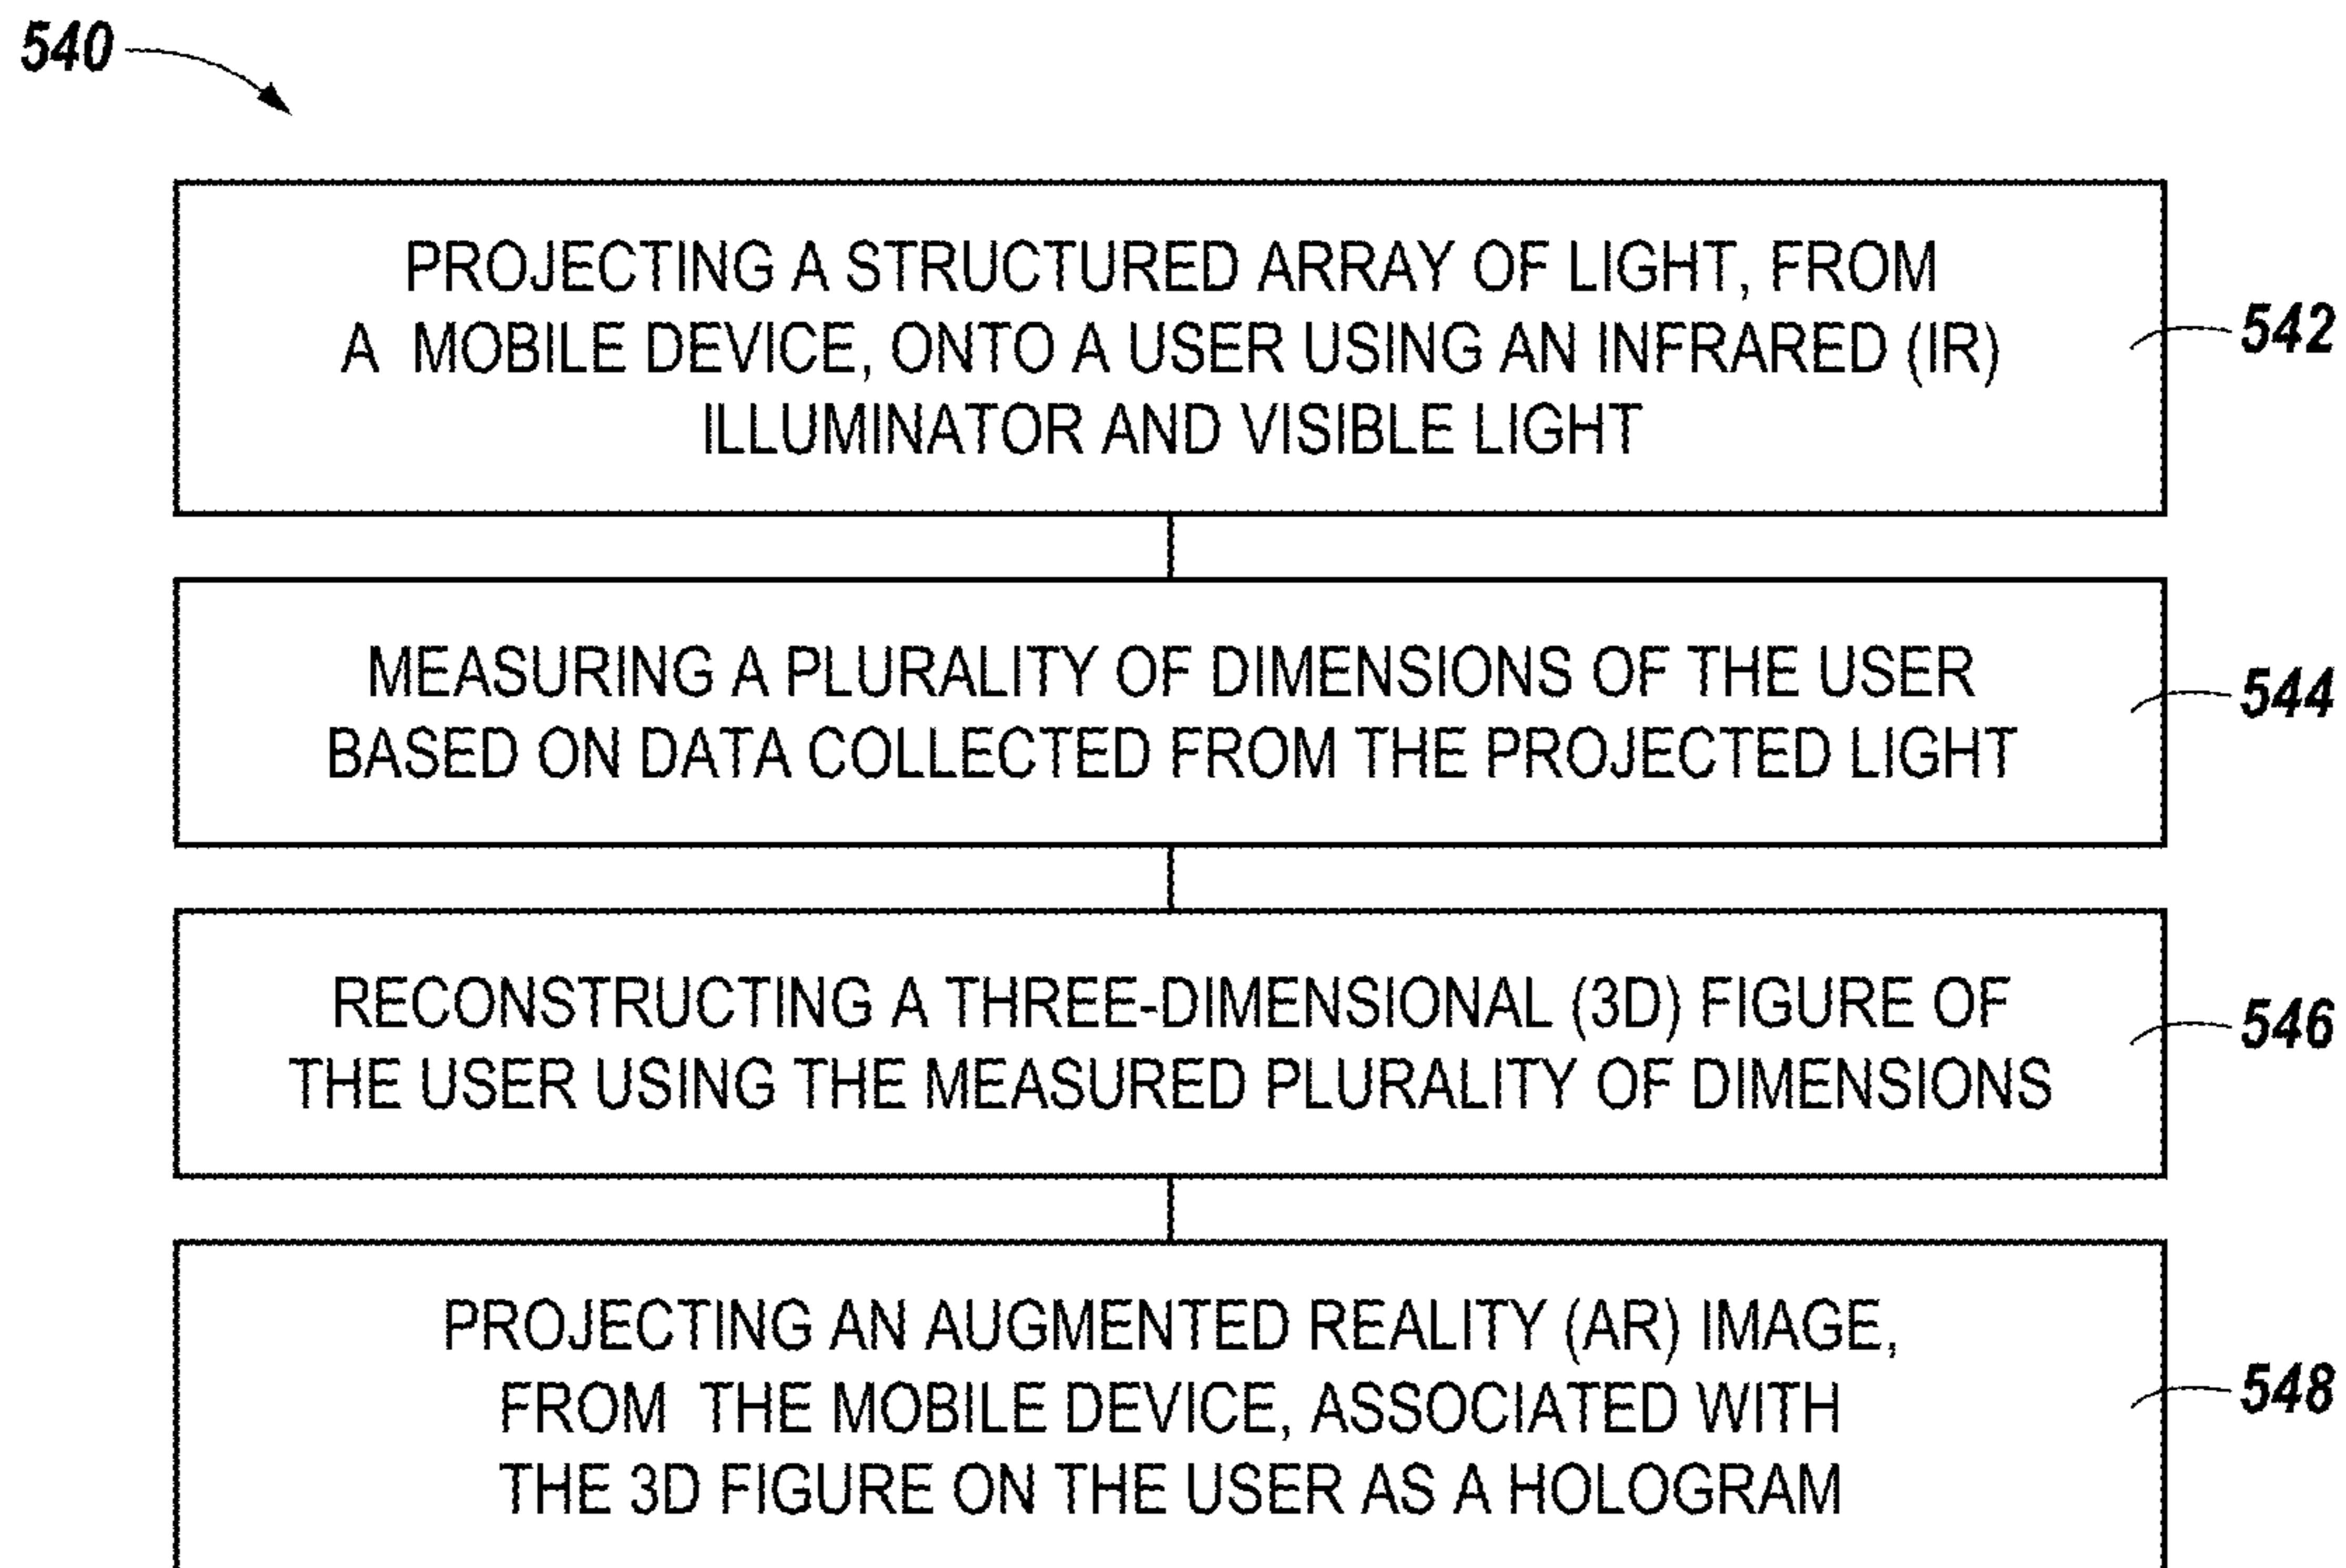 540
PROJECTING A STRUCTURED ARRAY OF LIGHT, FROM
A MOBILE DEVICE, ONTO A USER USING AN INFRARED (IR)
ILLUMINATOR AND VISIBLE LIGHT
542
MEASURING A PLURALITY OF DIMENSIONS OF THE USER
BASED ON DATA COLLECTED FROM THE PROJECTED LIGHT
544
RECONSTRUCTING A THREE-DIMENSIONAL (3D) FIGURE OF
THE USER USING THE MEASURED PLURALITY OF DIMENSIONS
546
PROJECTING AN AUGMENTED REALITY (AR) IMAGE,
FROM THE MOBILE DEVICE, ASSOCIATED WITH
THE 3D FIGURE ON THE USER AS A HOLOGRAM
548